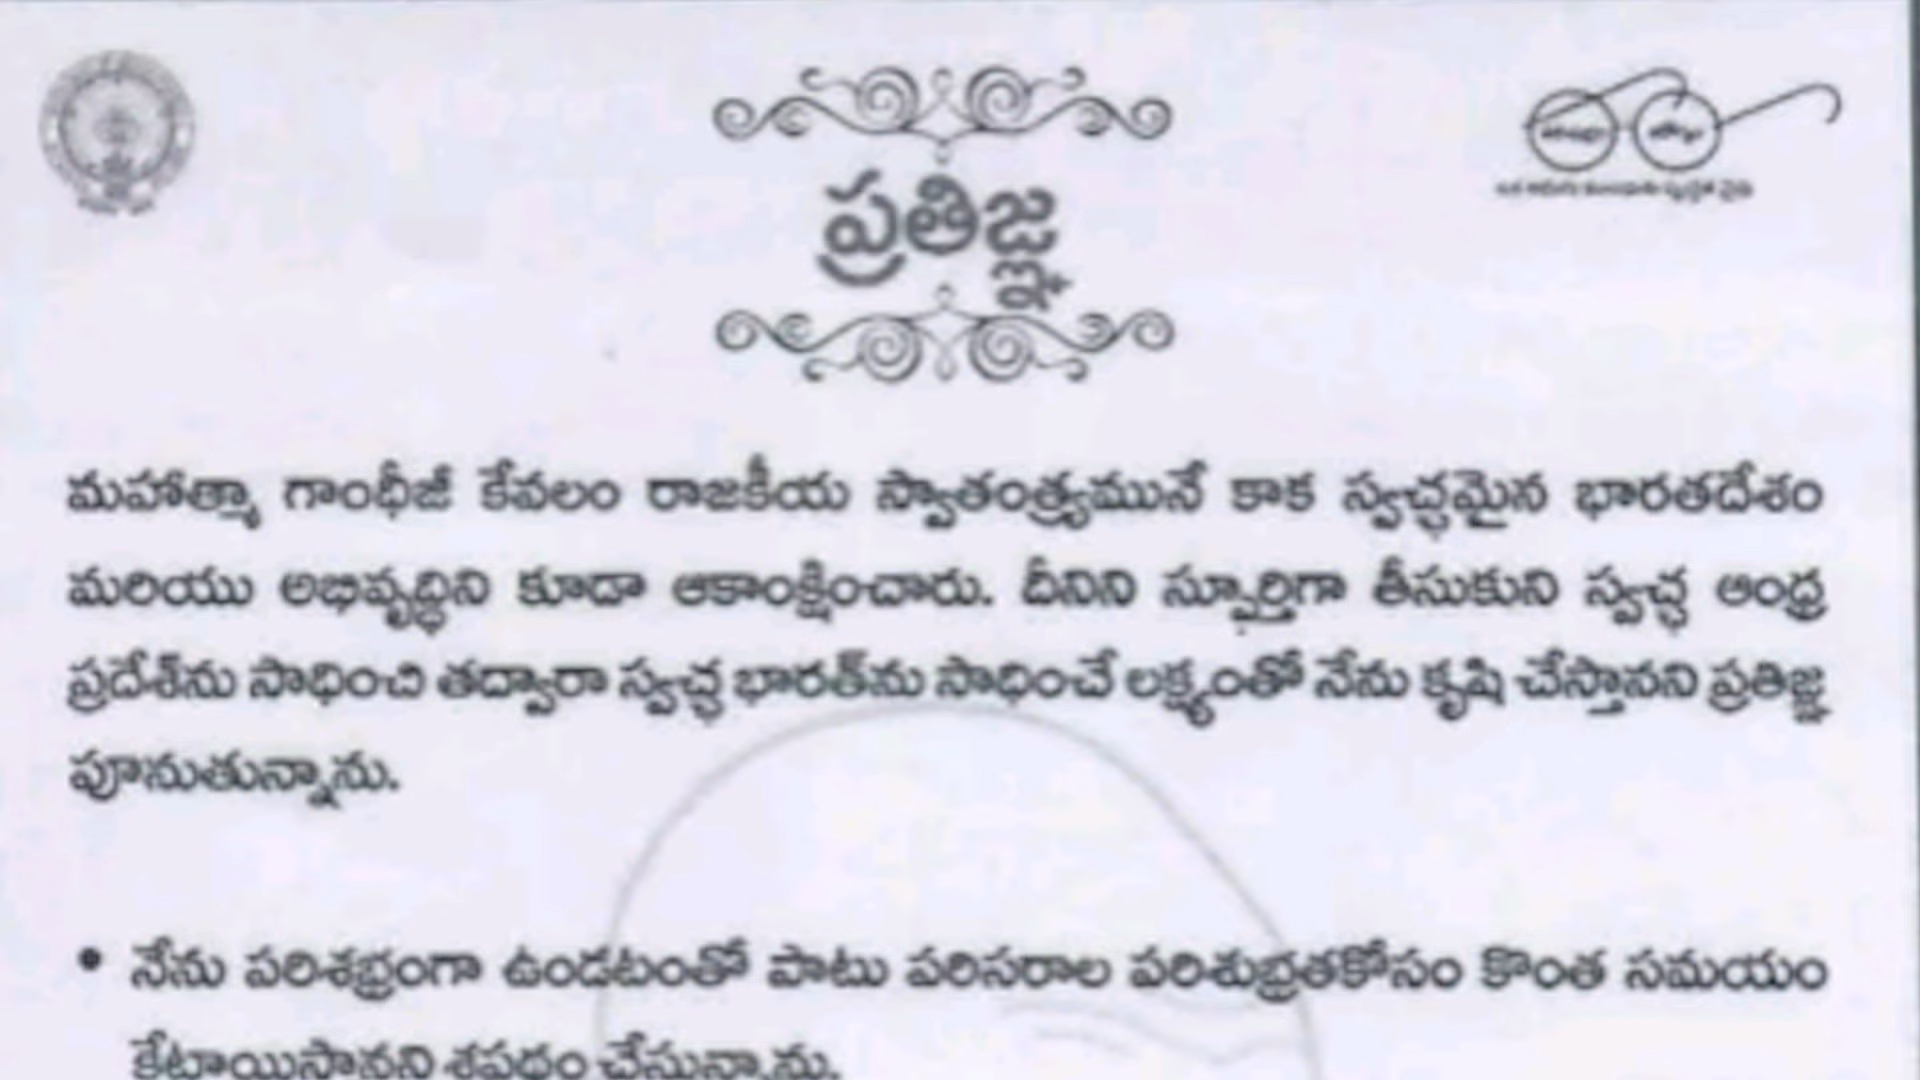 ప్రతిజ్ఞ
మహాత్మా గాంధీజీ కేవలం రాజకీయ స్వాతంత్ర్యమునే కాక స్వచ్ఛమైన భారతదేశం
మరియు అభివృద్ధిని కూడా ఆకాంక్షించారు. దీనిని స్ఫూర్తిగా తీసుకుని స్వచ్ఛ ఆంధ్ర
ప్రదేశ్‌ను సాధించి తద్వారా స్వచ్ఛ భారత్‌ను సాధించే లక్ష్యంతో నేను కృషి చేస్తానని ప్రతిజ్ఞ
పూనుతున్నాను.
• నేను పరిశభ్రంగా ఉండటంతో పాటు పరిసరాల పరిశుభ్రతకోసం కొంత సమయం
కేటాయిస్తానని శపథం చేస్తున్నాను.